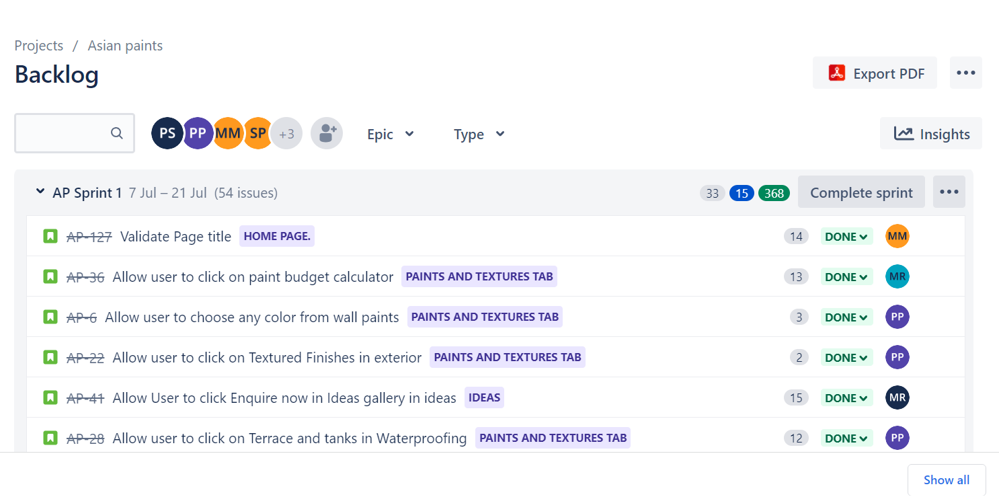 Projects / Asian paints
Backlog
Export PDF
PS PP MM SP +3 Epic Type Insights
AP Sprint 1 7 Jul – 21 Jul (54 issues) 33 15 368 Complete sprint
AP-127 Validate Page title HOME PAGE. 14 DONE MM
AP-36 Allow user to click on paint budget calculator PAINTS AND TEXTURES TAB 13 DONE MR
AP-6 Allow user to choose any color from wall paints PAINTS AND TEXTURES TAB 3 DONE PP
AP-22 Allow user to click on Textured Finishes in exterior PAINTS AND TEXTURES TAB 2 DONE PP
AP-41 Allow User to click Enquire now in Ideas gallery in ideas IDEAS 15 DONE MR
AP-28 Allow user to click on Terrace and tanks in Waterproofing PAINTS AND TEXTURES TAB 12 DONE PP
Show all